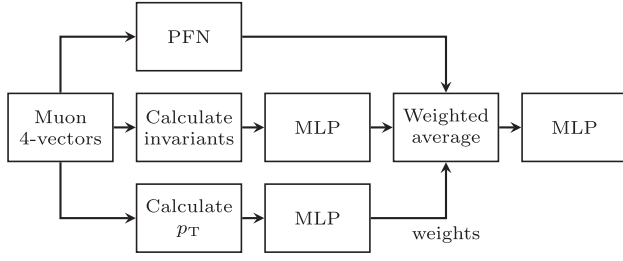 PFN
Muon
4-vectors
Calculate
invariants
MLP
Weighted
average
MLP
Calculate
pT
MLP
weights